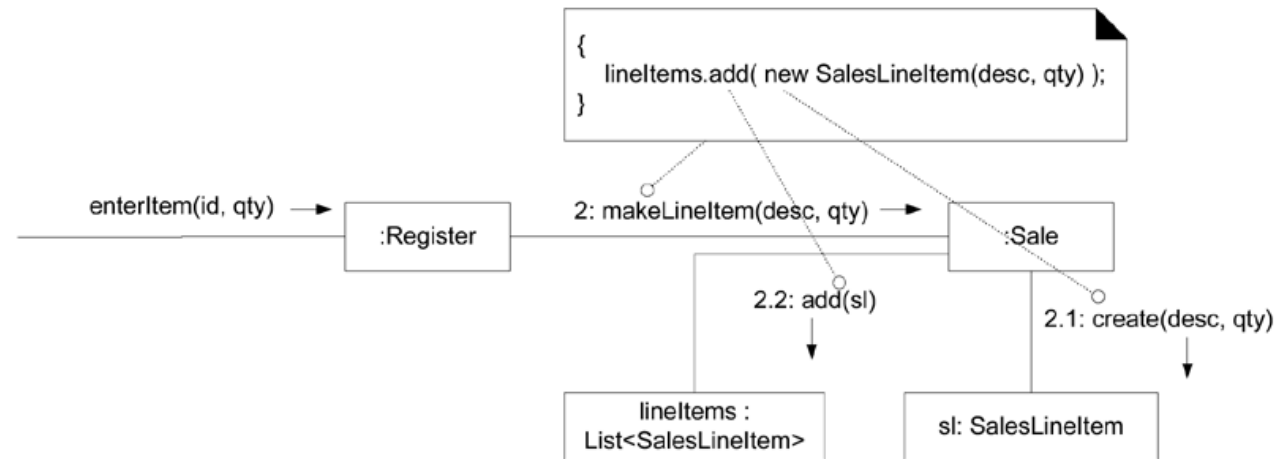 {
lineItems.add( new SalesLineItem(desc, qty) );
}
enterItem(id, qty)
2: makeLineItem(desc, qty)
:Register
:Sale
2.2: add(sl)
2.1: create(desc, qty)
lineItems :
List<SalesLineItem>
sl: SalesLineItem